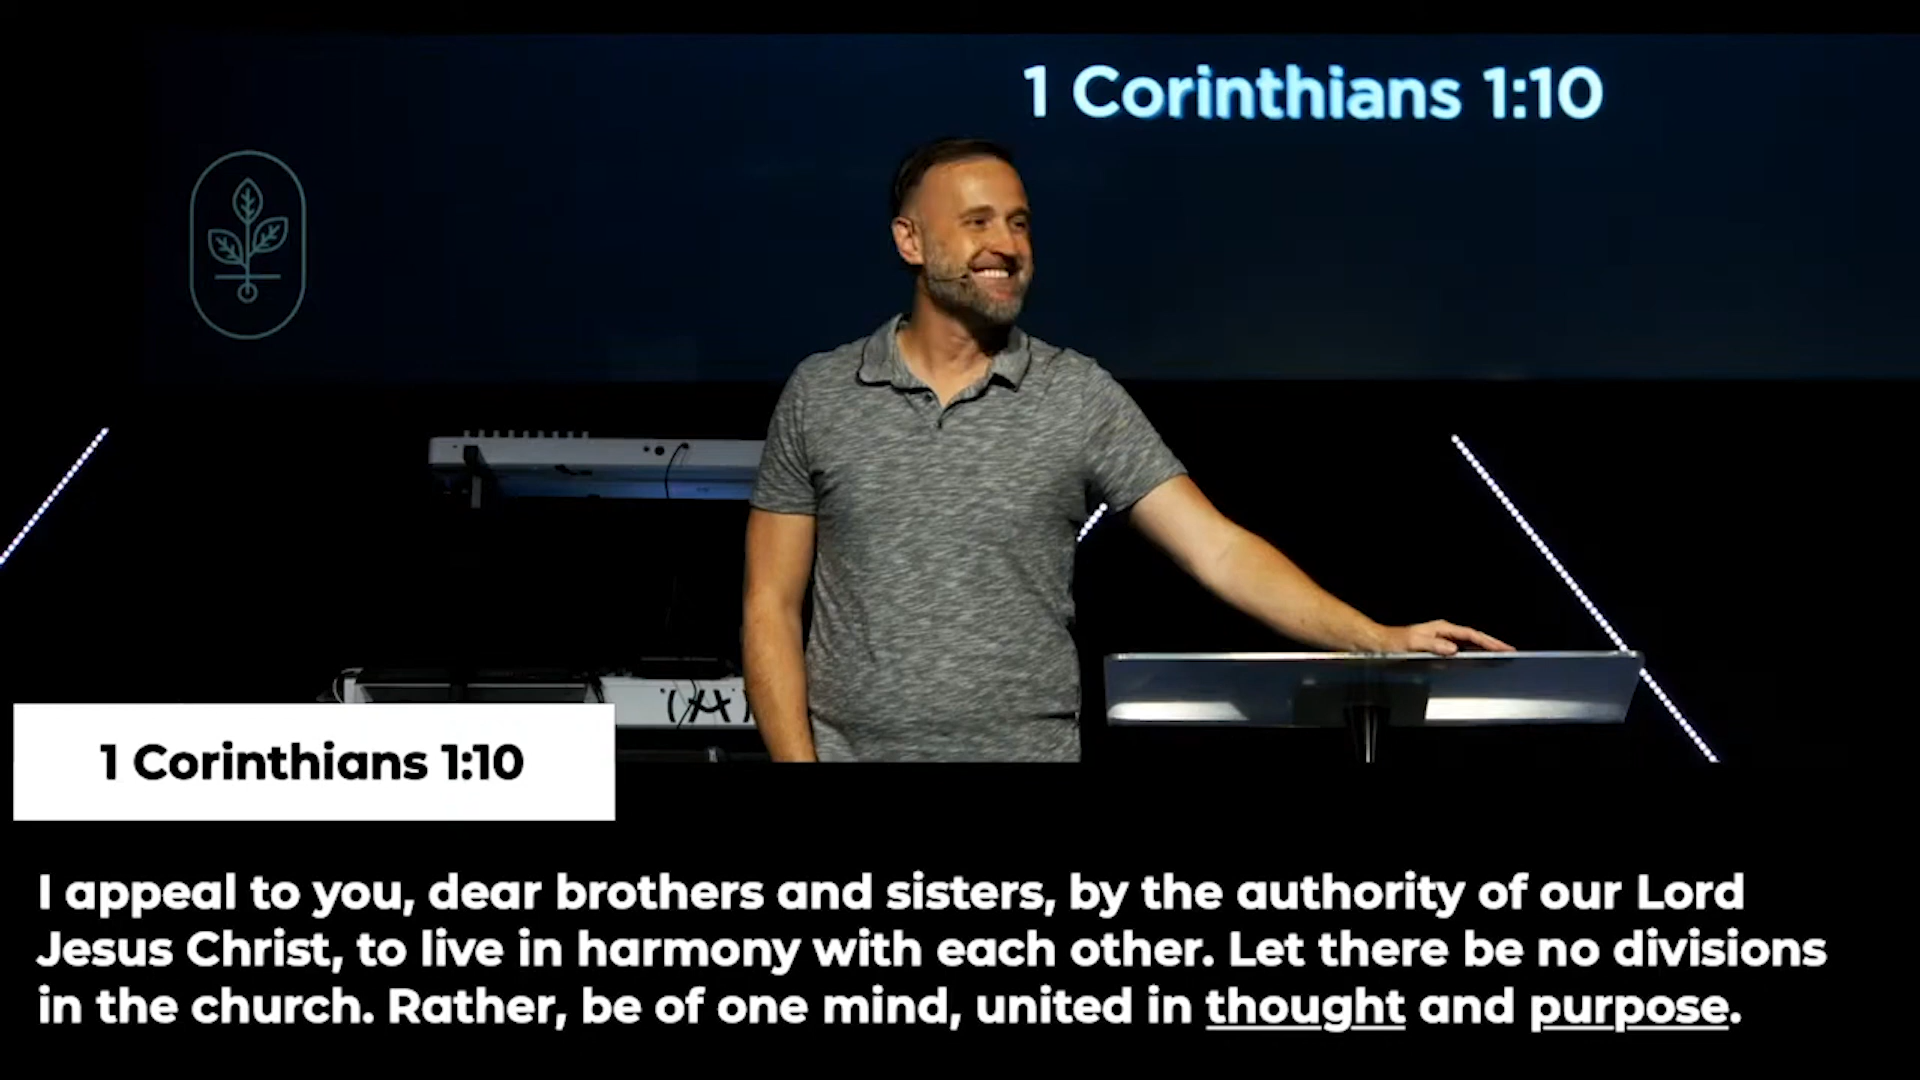 1 Corinthians 1:10
1 Corinthians 1:10
I appeal to you, dear brothers and sisters, by the authority of our Lord
Jesus Christ, to live in harmony with each other. Let there be no divisions
in the church. Rather, be of one mind, united in thought and purpose.